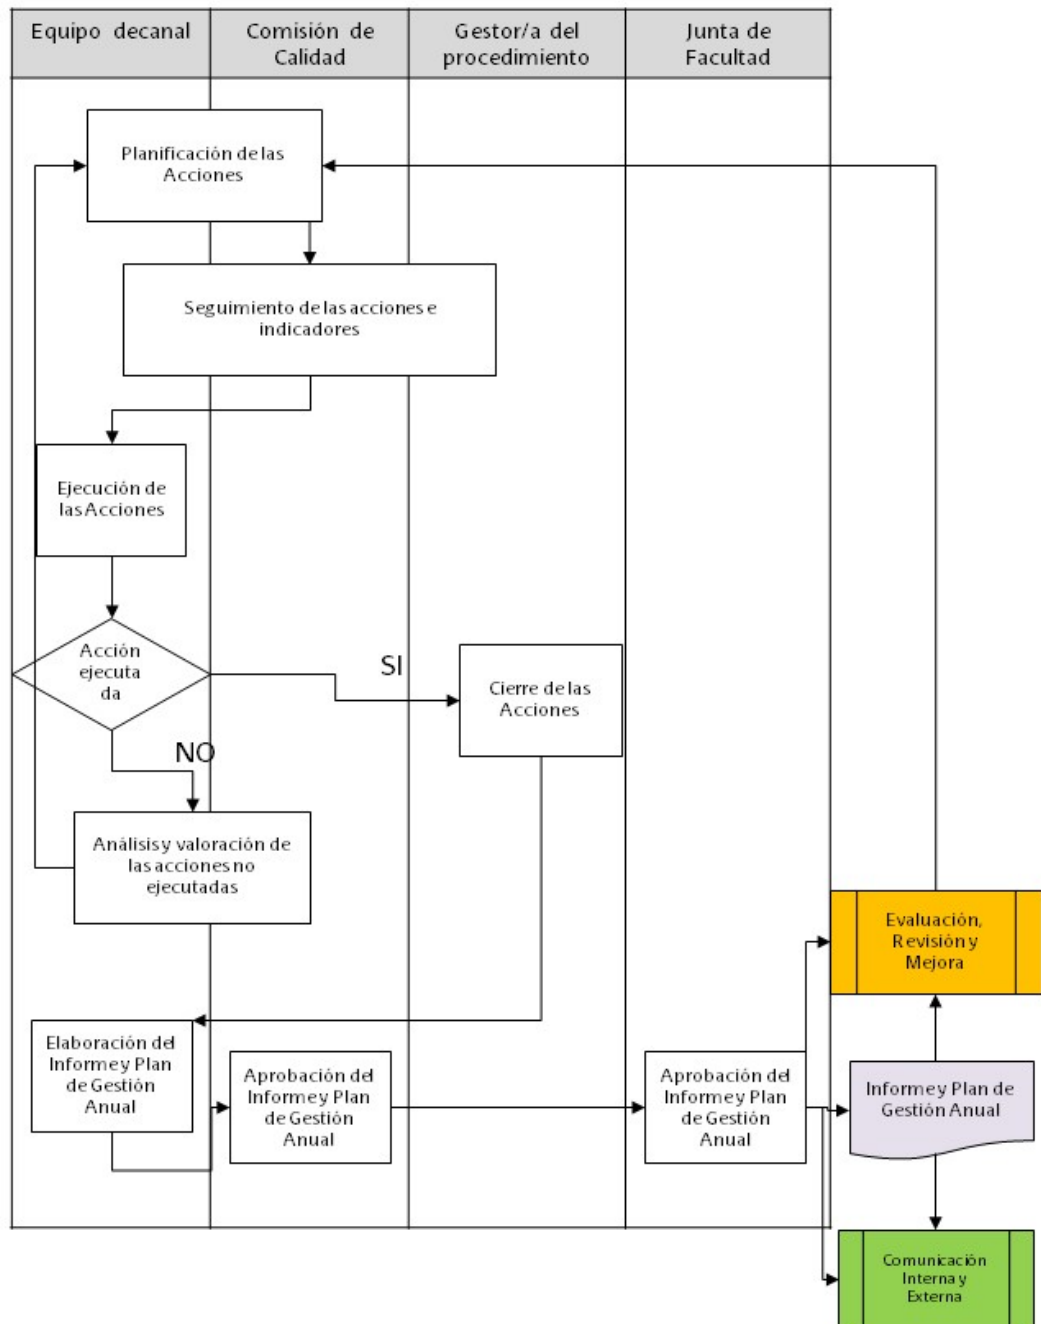 Equipo decanal
Comisión de
Calidad
Gestor/a del
procedimiento
Junta de
Facultad
Planificación de las
Acciones
Seguimiento de las acciones e
indicadores
Ejecución de
las Acciones
Acción
ejecuta
da
SI
Cierre de las
Acciones
NO
Análisis y valoración de
las acciones no
ejecutadas
Evaluación,
Revisión y
Mejora
Elaboración del
Informe y Plan
de Gestión
Anual
Aprobación del
Informe y Plan
de Gestión
Anual
Aprobación del
Informe y Plan
de Gestión
Anual
Informe y Plan de
Gestión Anual
Comunicación
Interna y
Externa